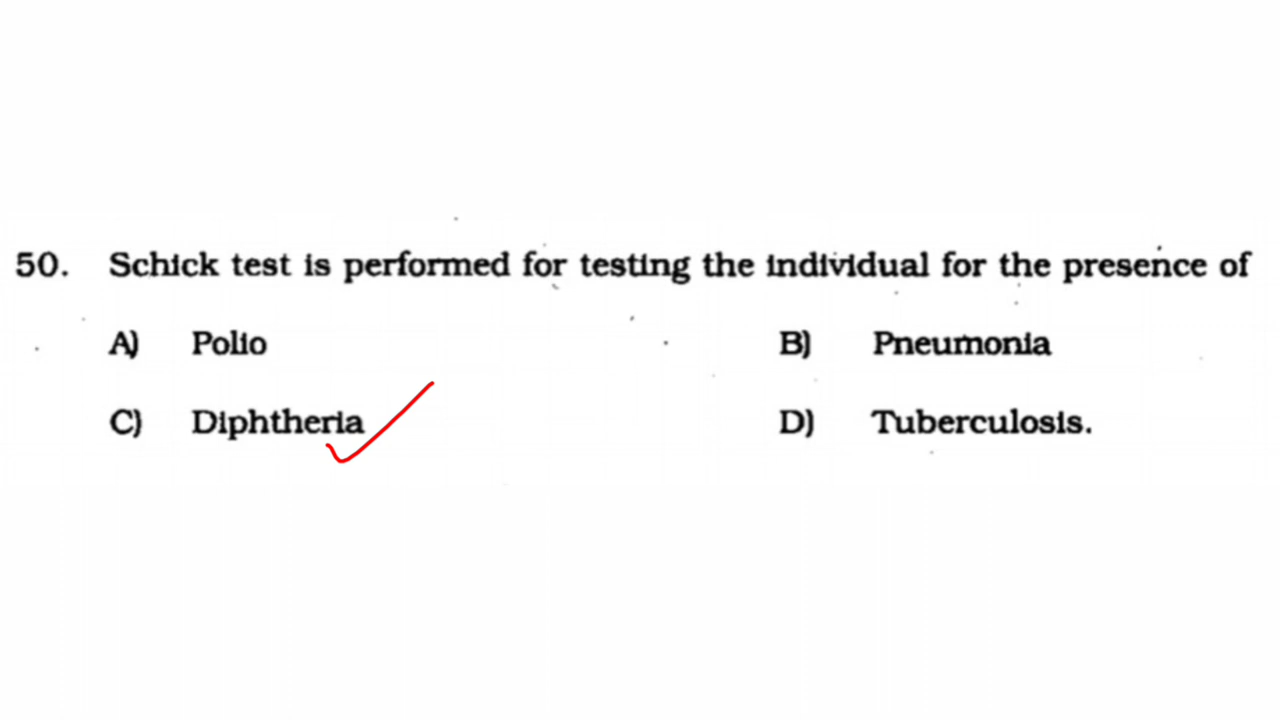 50. Schick test is performed for testing the individual for the presence of
A) Polio B) Pneumonia
C) Diphtheria D) Tuberculosis.